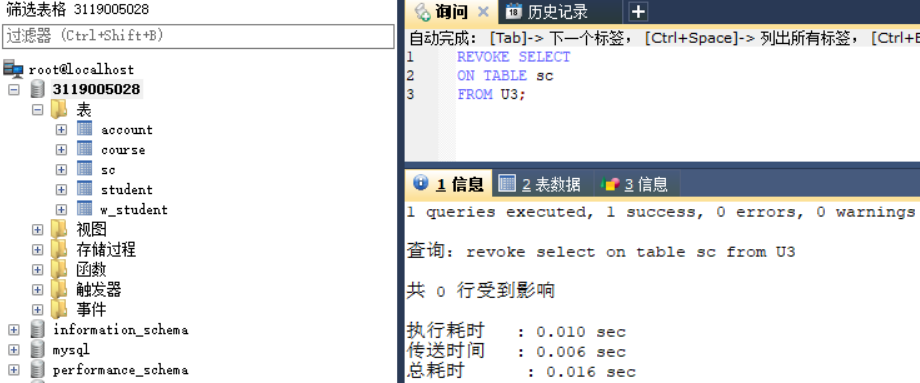 筛选表格 3119005028
过滤器 (Ctrl+Shift+B)
root@localhost
3119005028
表
account
course
sc
student
w_student
视图
存储过程
函数
触发器
事件
information_schema
mysql
performance_schema
询问
历史记录
自动完成: [Tab]-> 下一个标签, [Ctrl+Space]-> 列出所有标签, [Ctrl+E
1 REVOKE SELECT
2 ON TABLE sc
3 FROM U3;
1 信息 2 表数据 3 信息
1 queries executed, 1 success, 0 errors, 0 warnings
查询: revoke select on table sc from U3
共 0 行受到影响
执行耗时 : 0.010 sec
传送时间 : 0.006 sec
总耗时 : 0.016 sec